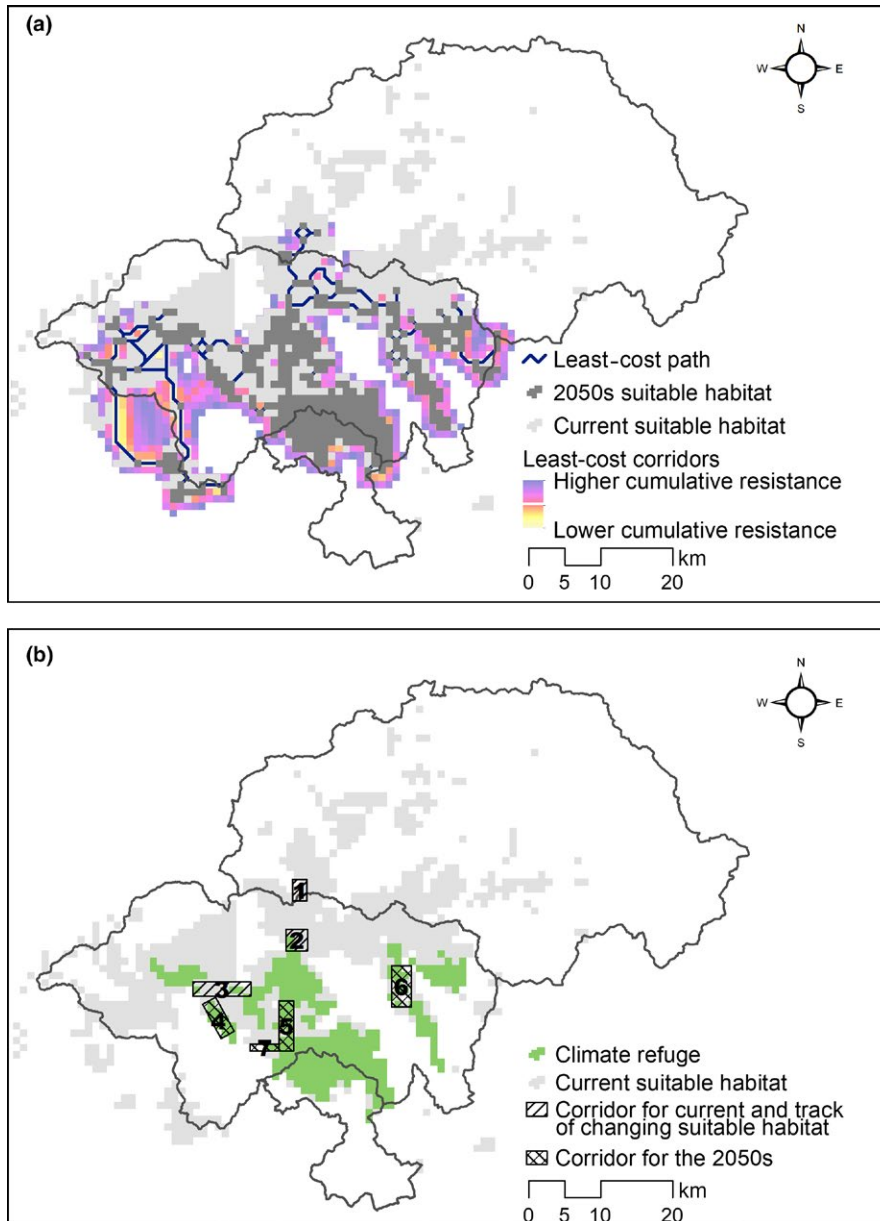 (a)
N
W E
S
Least-cost path
2050s suitable habitat
Current suitable habitat
Least-cost corridors
Higher cumulative resistance
Lower cumulative resistance
km
0 5 10 20
(b)
N
W E
S
1
2
3
6
4
5
7
Climate refuge
Current suitable habitat
Corridor for current and track
of changing suitable habitat
Corridor for the 2050s
km
0 5 10 20